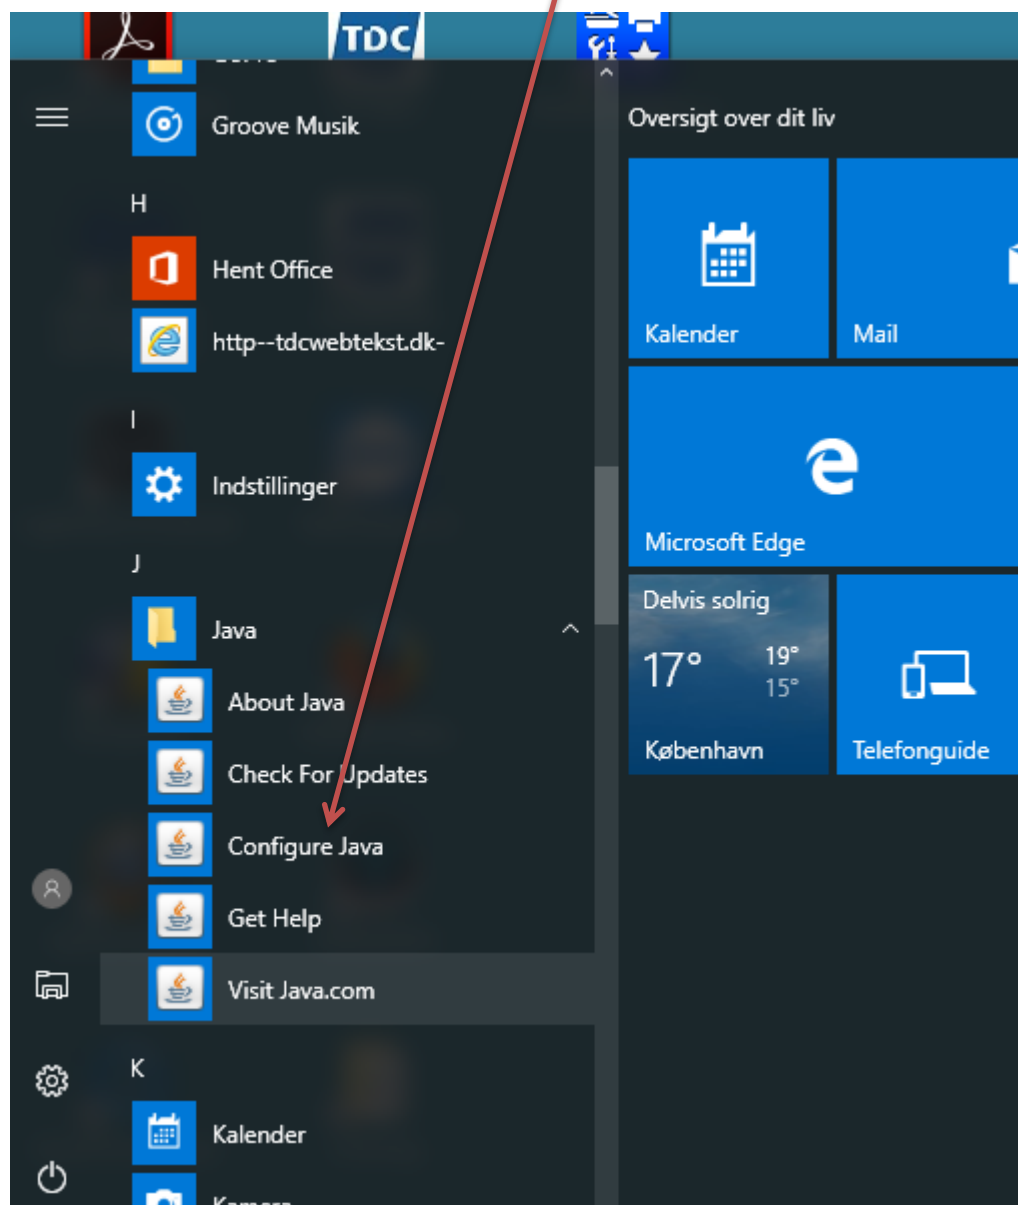 TDC
Groove Musik
H
Hent Office
http--tdcwebtekst.dk-
I
Indstillinger
J
Java
About Java
Check For Updates
Configure Java
Get Help
Visit Java.com
K
Kalender
Kamera
Oversigt over dit liv
Kalender
Mail
Microsoft Edge
Delvis solrig
17° 19°
15°
København
Telefonguide